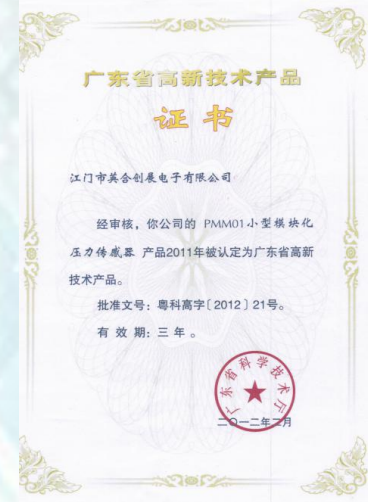 广东省高新技术产品
证书
江门市英合创展电子有限公司
经审核，你公司的 PMM01小型模块化
压力传感器 产品2011年被认定为广东省高新
技术产品。
批准文号：粤科高字〔2012〕21号。
有 效 期：三 年 。
广东省科学技术厅
二〇一二年二月